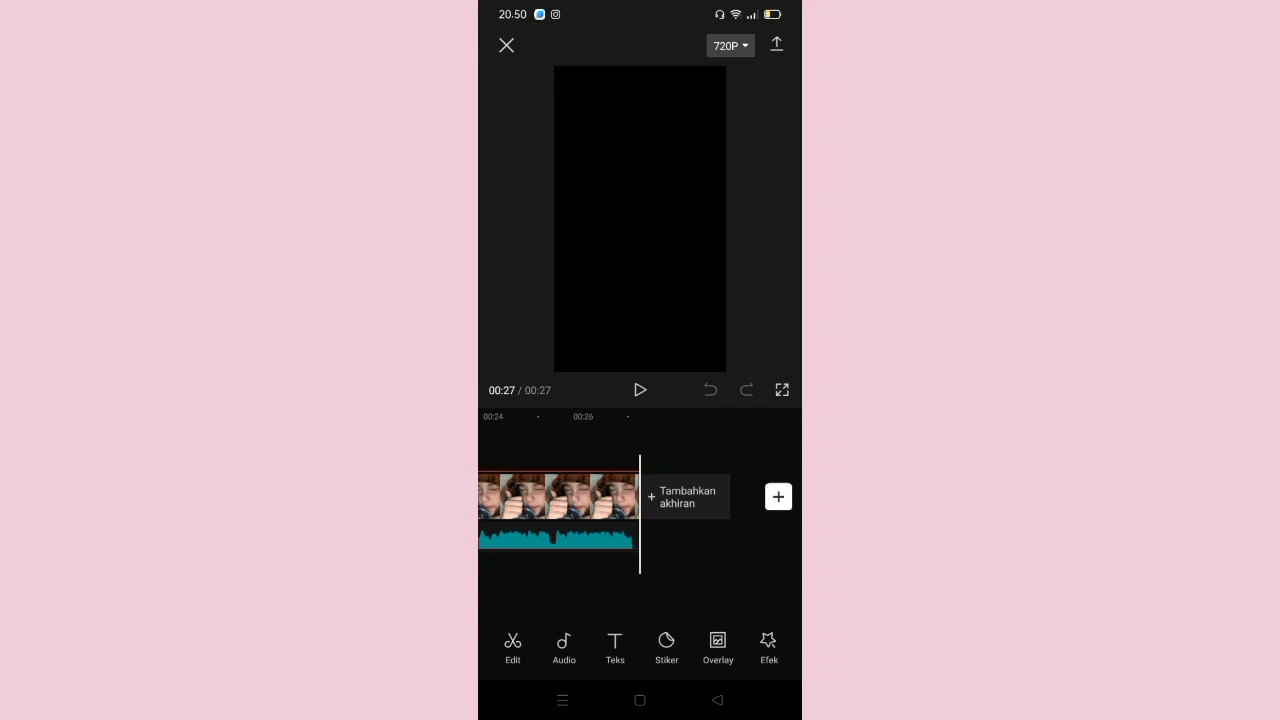 20.50
720P
00:27 / 00:27
00:24
00:26
Tambahkan
akhiran
Edit
Audio
Teks
Stiker
Overlay
Efek